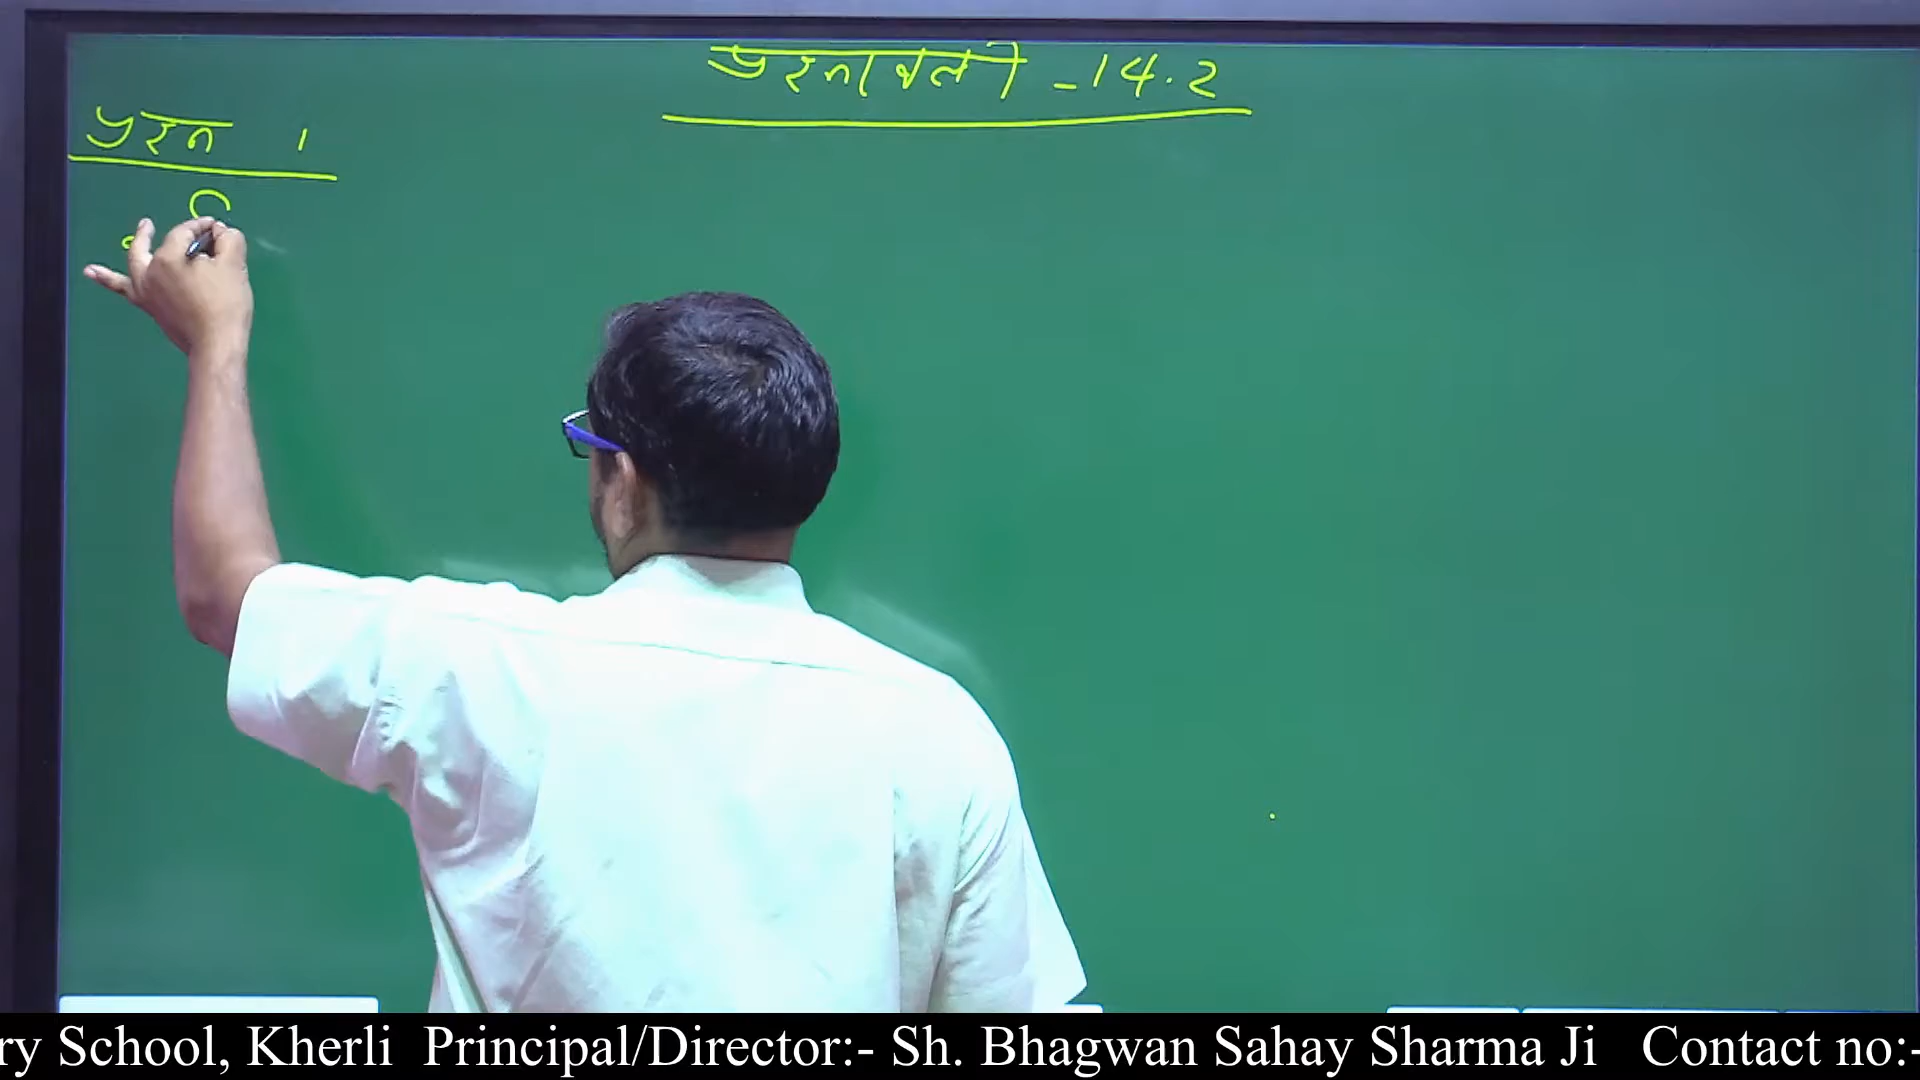 प्रश्नावली - 14.2
प्रश्न 1
ry School, Kherli Principal/Director:- Sh. Bhagwan Sahay Sharma Ji Contact no:-